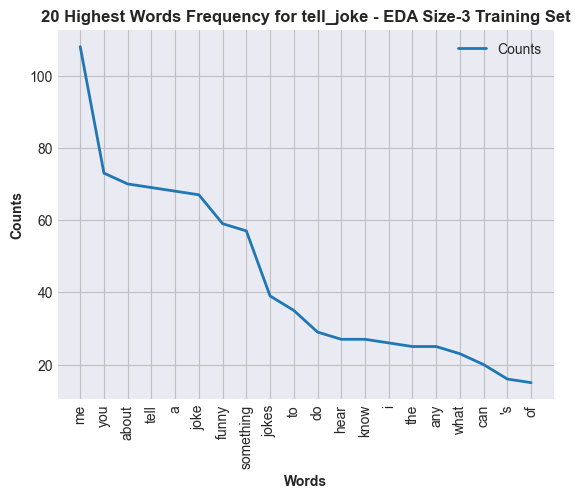 20 Highest Words Frequency for tell_joke - EDA Size-3 Training Set
Counts
100
80
60
40
20
Counts
me you about tell a joke funny something jokes to do hear know i the any what can 's of
Words